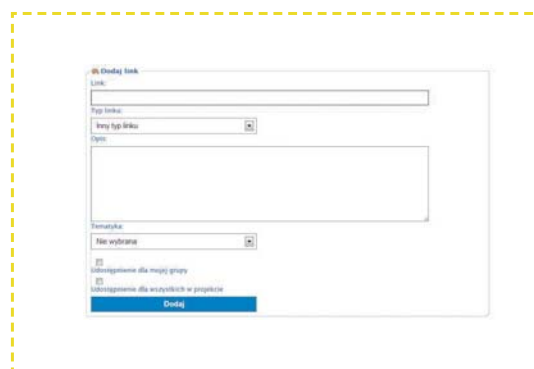 Dodaj link
Link:
Typ linku:
Inny typ linku
Opis:
Tematyka:
Nie wybrana
Udostępnienie dla mojej grupy
Udostępnienie dla wszystkich w projekcie
Dodaj